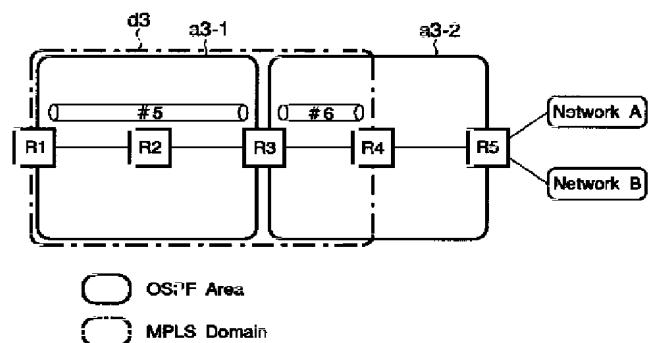 d3
a3-1
a3-2
#5
#6
R1
R2
R3
R4
R5
Network A
Network B
OSPF Area
MPLS Domain